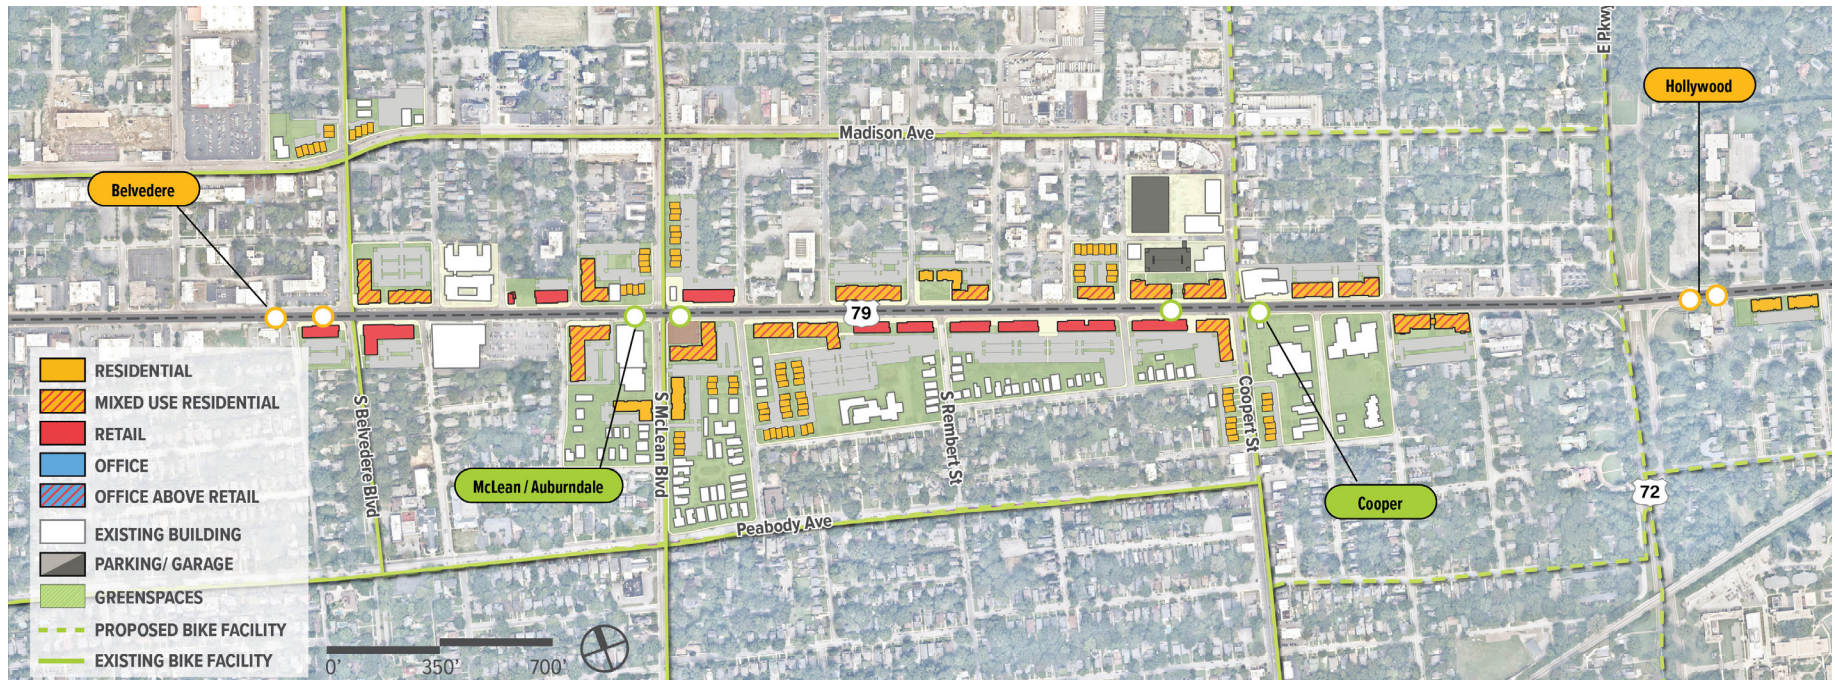 E Pkwy
Hollywood
Madison Ave
Belvedere
79
RESIDENTIAL
MIXED USE RESIDENTIAL
RETAIL
OFFICE
OFFICE ABOVE RETAIL
EXISTING BUILDING
PARKING/ GARAGE
GREENSPACES
PROPOSED BIKE FACILITY
EXISTING BIKE FACILITY
S Belvedere Blvd
S McLean Blvd
S Rembert St
Cooper St
McLean / Auburndale
Cooper
72
Peabody Ave
0' 350' 700'